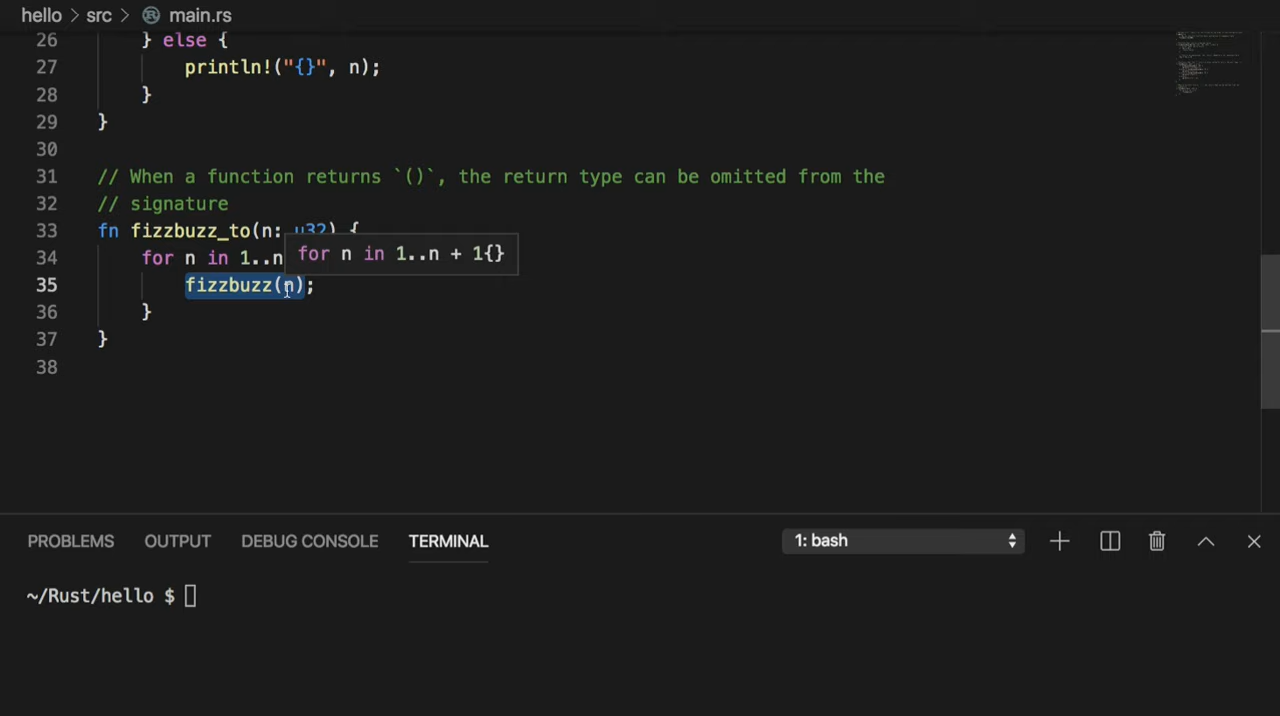 hello > src > main.rs
26 } else {
27 println!("{}", n);
28 }
29 }
30
31 // When a function returns `()`, the return type can be omitted from the
32 // signature
33 fn fizzbuzz_to(n: u32) {
34 for n in 1..n
for n in 1..n + 1{}
35 fizzbuzz(n);
36 }
37 }
38
PROBLEMS OUTPUT DEBUG CONSOLE TERMINAL 1: bash
~/Rust/hello $